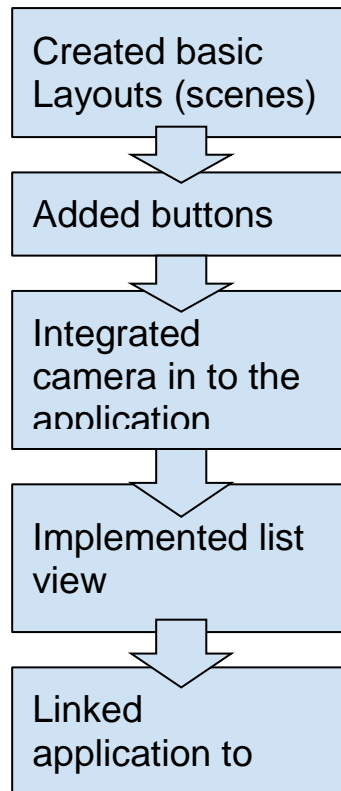 Created basic
Layouts (scenes)
Added buttons
Integrated
camera in to the
application
Implemented list
view
Linked
application to